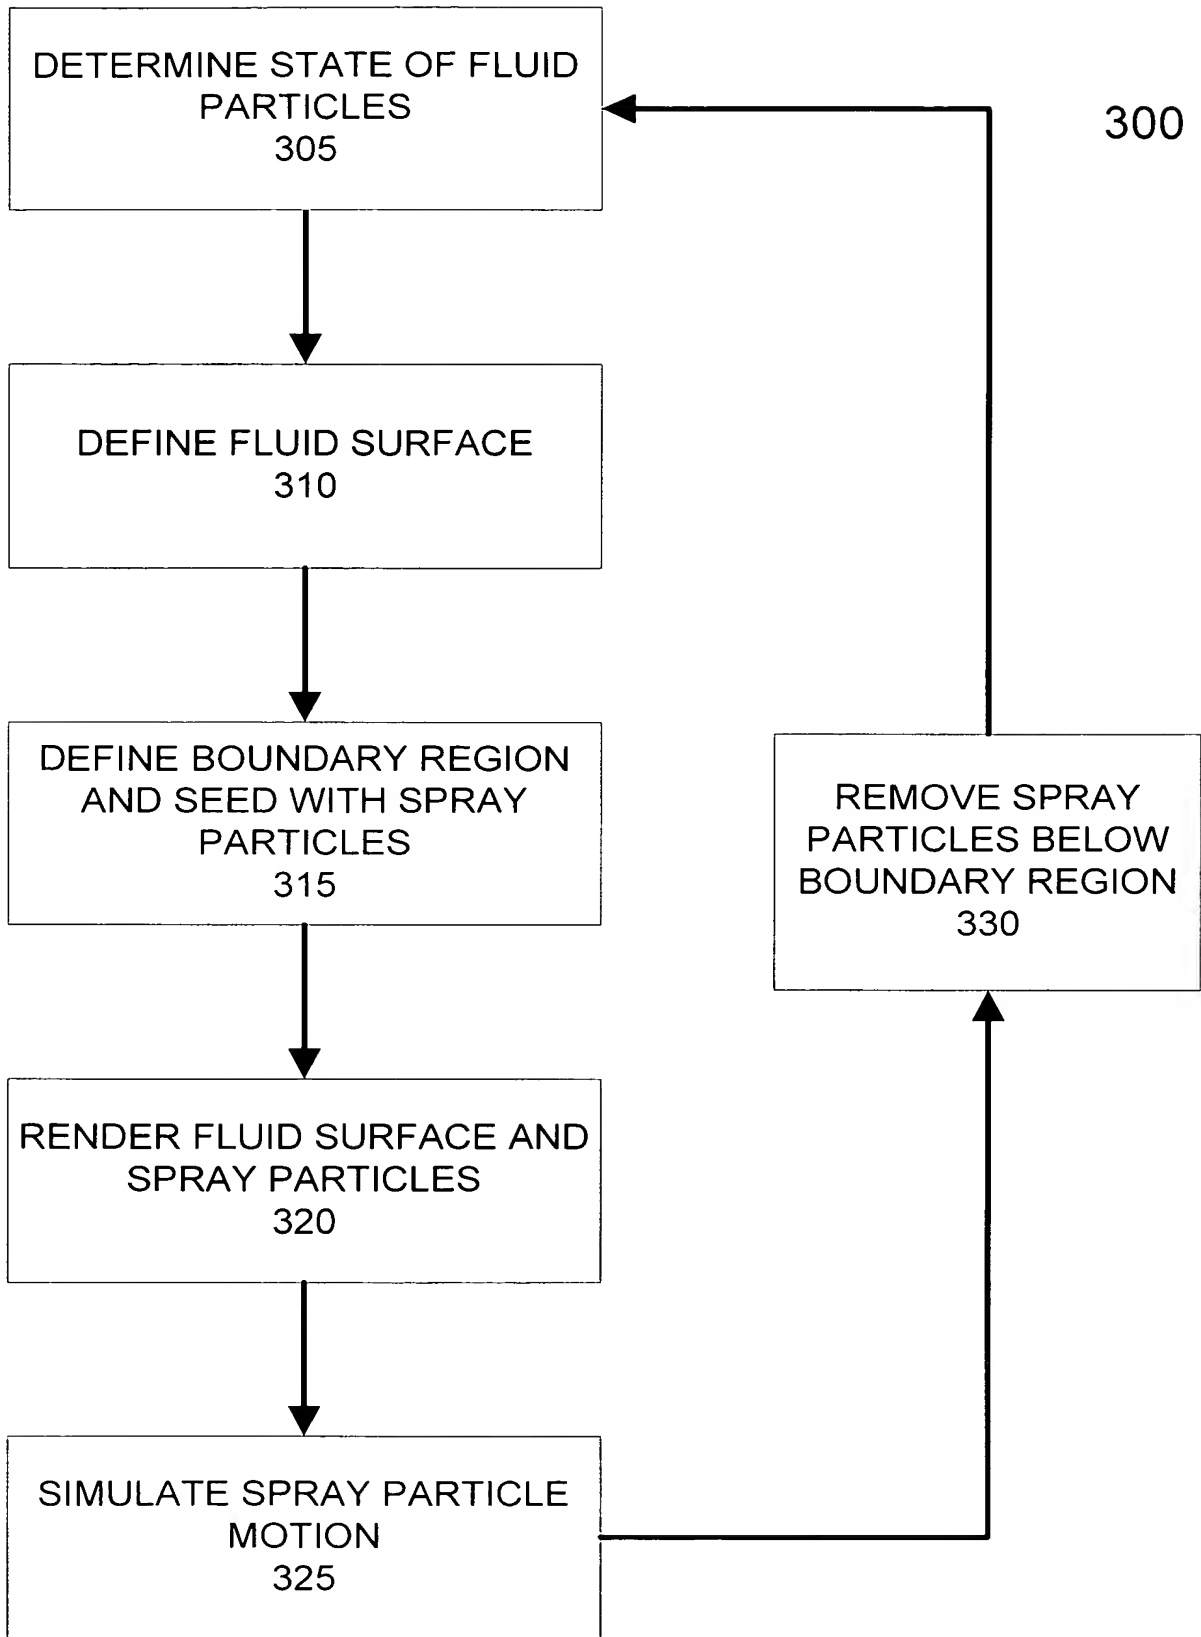 DETERMINE STATE OF FLUID
PARTICLES
305
300
DEFINE FLUID SURFACE
310
DEFINE BOUNDARY REGION
AND SEED WITH SPRAY
PARTICLES
315
RENDER FLUID SURFACE AND
SPRAY PARTICLES
320
SIMULATE SPRAY PARTICLE
MOTION
325
REMOVE SPRAY
PARTICLES BELOW
BOUNDARY REGION
330